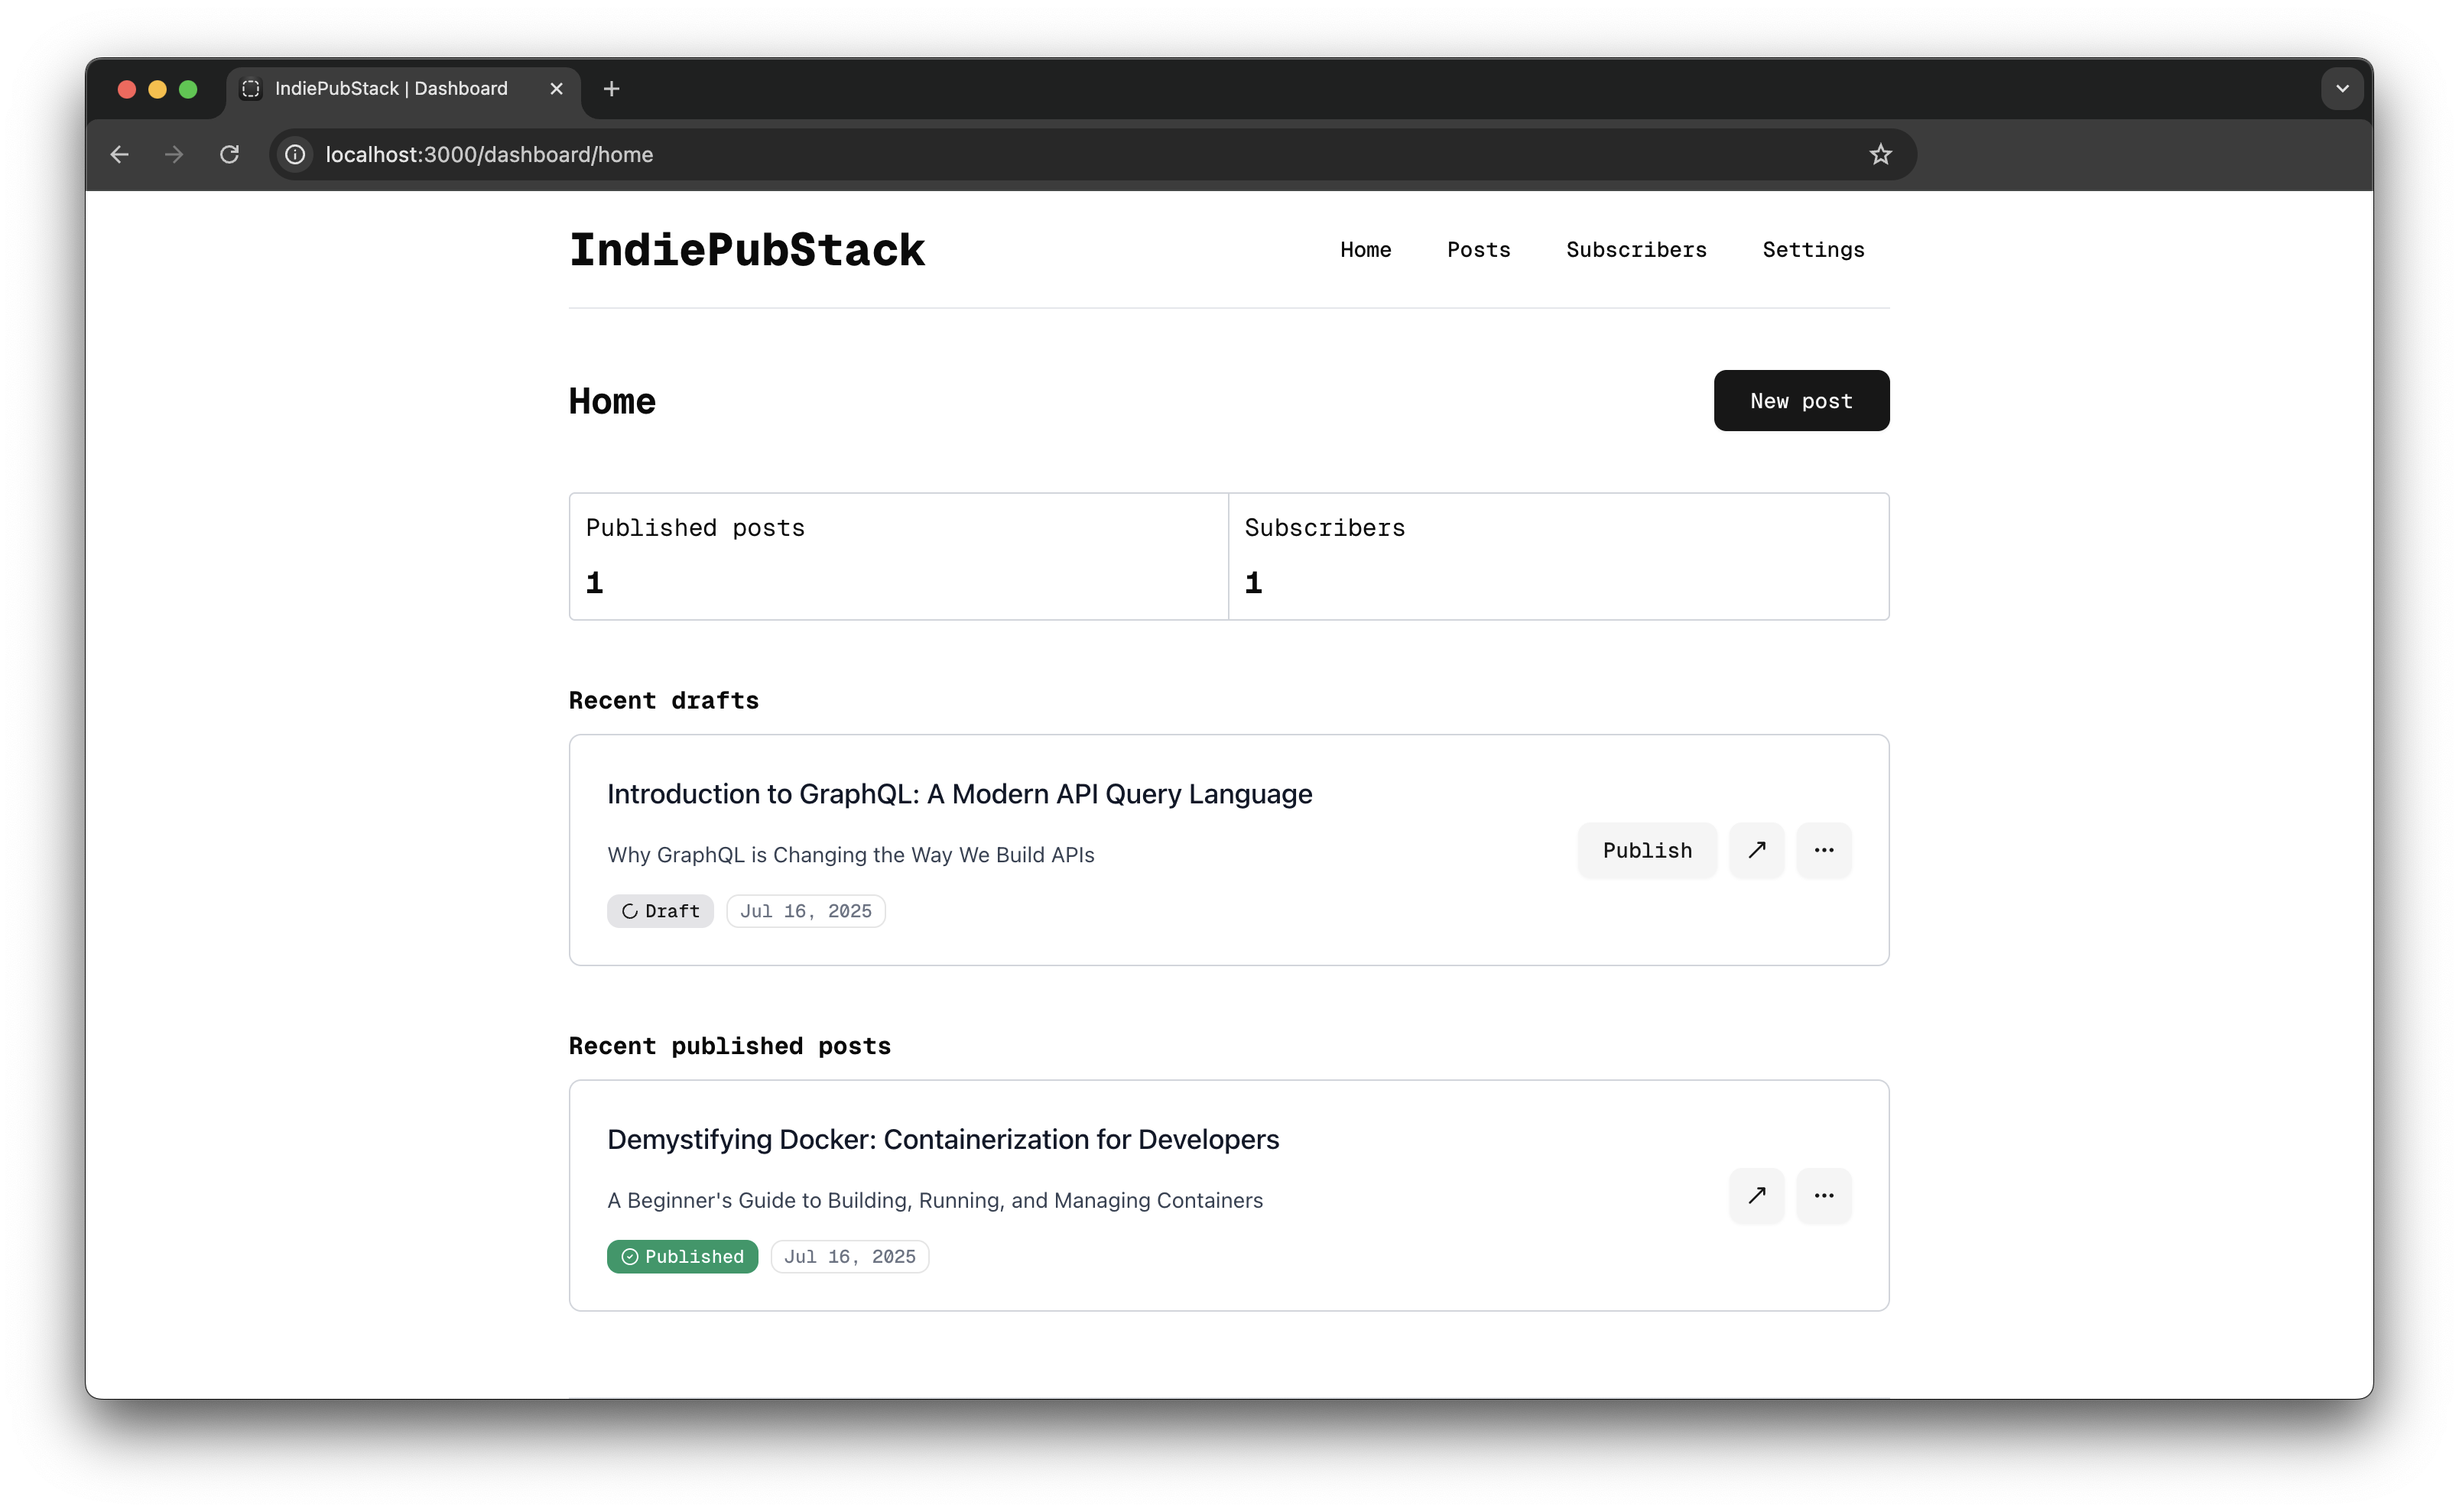 IndiePubStack | Dashboard
localhost:3000/dashboard/home
IndiePubStack
Home Posts Subscribers Settings
Home
New post
Published posts
1
Subscribers
1
Recent drafts
Introduction to GraphQL: A Modern API Query Language
Why GraphQL is Changing the Way We Build APIs
Draft Jul 16, 2025
Publish
Recent published posts
Demystifying Docker: Containerization for Developers
A Beginner's Guide to Building, Running, and Managing Containers
Published Jul 16, 2025